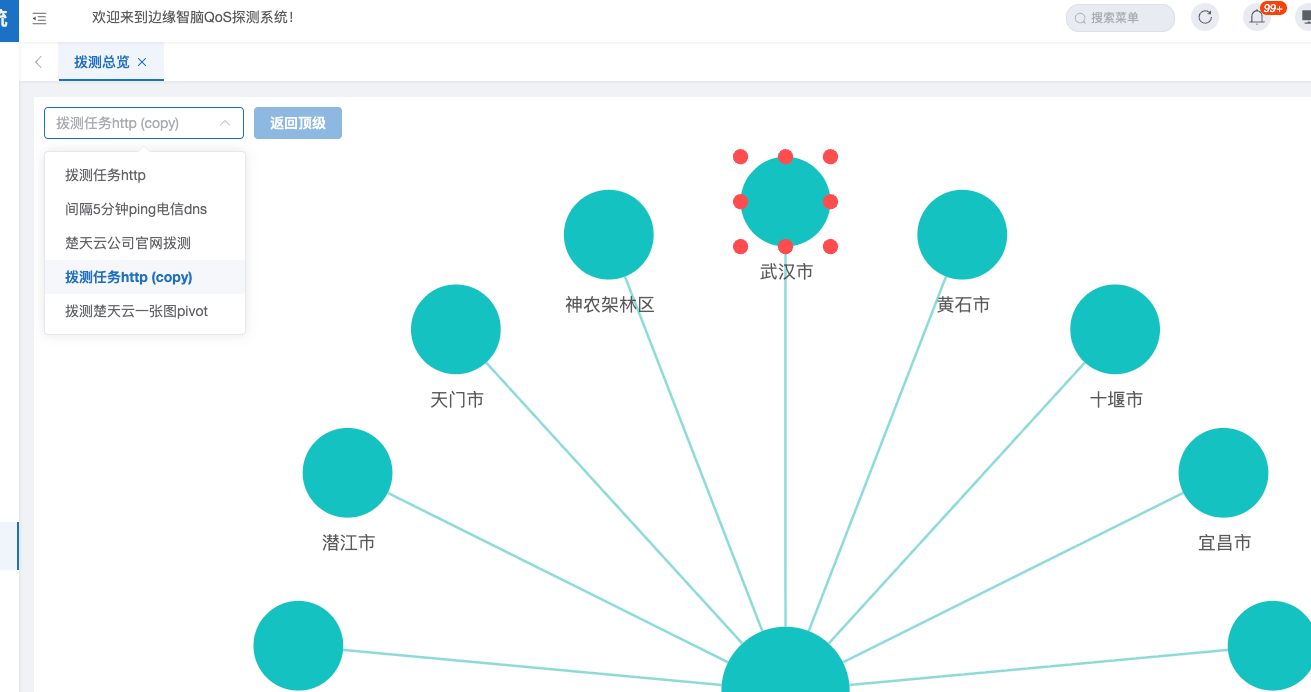 统
欢迎来到边缘智脑QoS探测系统!
搜索菜单
99+
拨测总览
拨测任务http (copy)
返回顶级
拨测任务http
间隔5分钟ping电信dns
楚天云公司官网拨测
拨测任务http (copy)
拨测楚天云一张图pivot
武汉市
神农架林区
黄石市
天门市
十堰市
潜江市
宜昌市